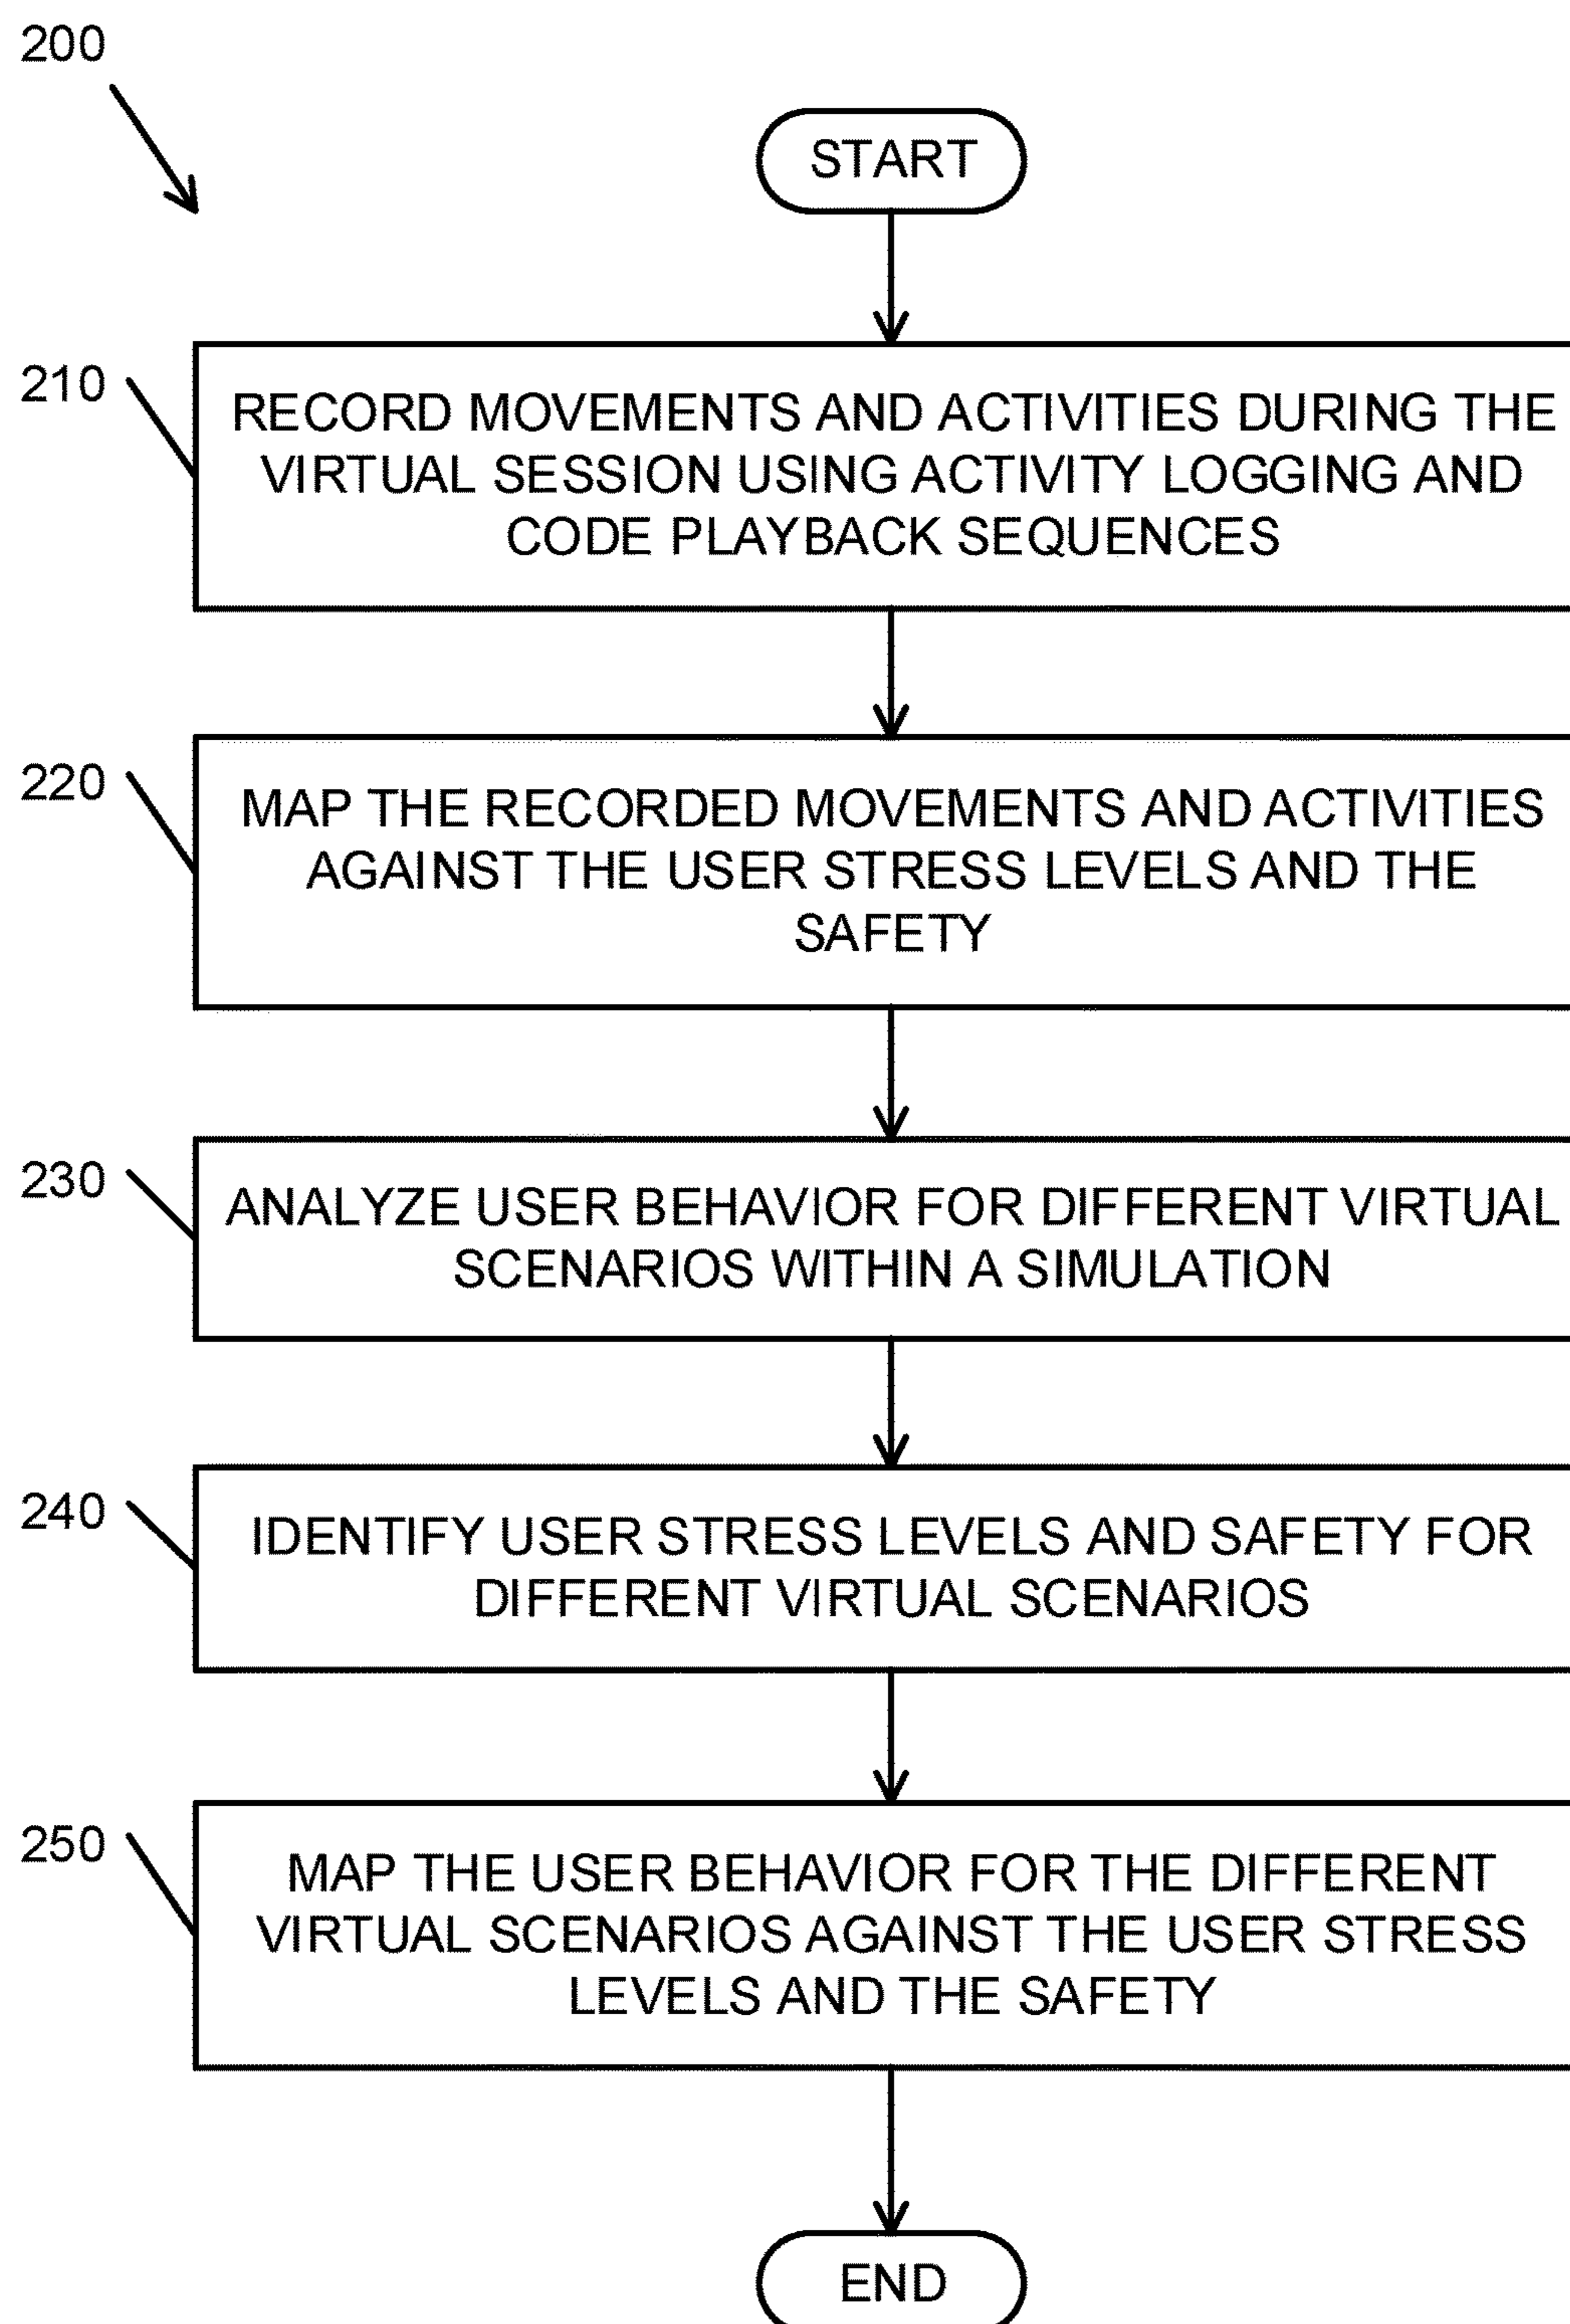 200
START
210
RECORD MOVEMENTS AND ACTIVITIES DURING THE
VIRTUAL SESSION USING ACTIVITY LOGGING AND
CODE PLAYBACK SEQUENCES
220
MAP THE RECORDED MOVEMENTS AND ACTIVITIES
AGAINST THE USER STRESS LEVELS AND THE
SAFETY
230
ANALYZE USER BEHAVIOR FOR DIFFERENT VIRTUAL
SCENARIOS WITHIN A SIMULATION
240
IDENTIFY USER STRESS LEVELS AND SAFETY FOR
DIFFERENT VIRTUAL SCENARIOS
250
MAP THE USER BEHAVIOR FOR THE DIFFERENT
VIRTUAL SCENARIOS AGAINST THE USER STRESS
LEVELS AND THE SAFETY
END